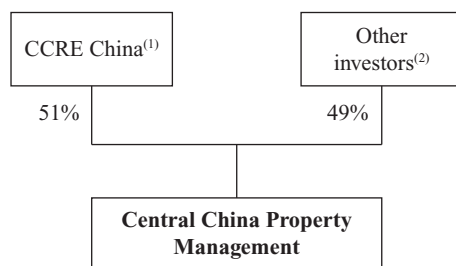 CCRE China(1)
Other
investors(2)
51%
49%
Central China Property
Management